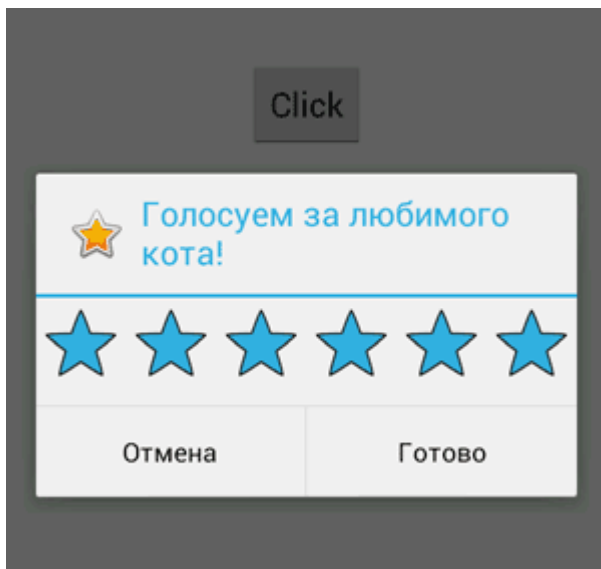 Click
Голосуем за любимого
кота!
Отмена
Готово